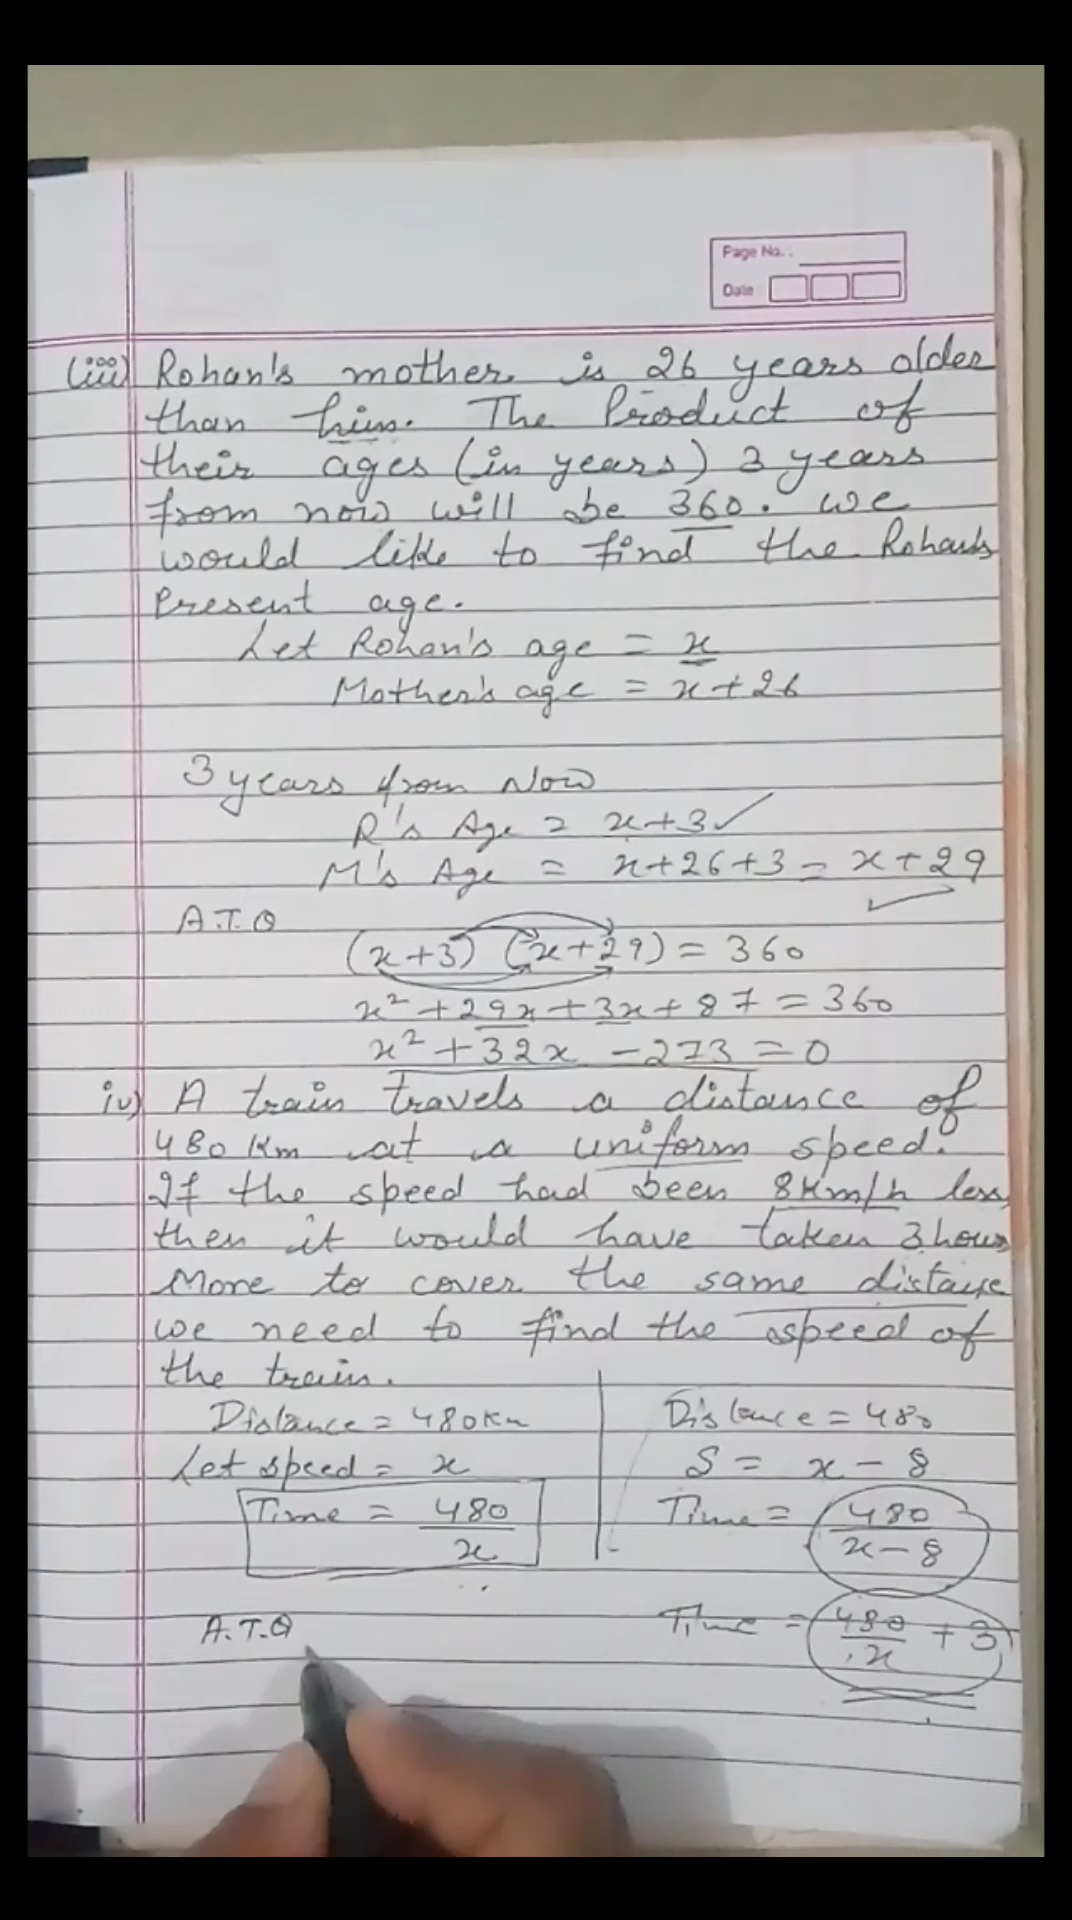 Page No. :
Date
(iii) Rohan's mother is 26 years older
than him. The Product of
their ages (in years) 3 years
from now will be 360. we
would like to find the Rohan's
Present age.
Let Rohan's age = x
Mother's age = x+26
3 years from Now
R's Age = x+3 ✓
M's Age = x+26+3 = x+29
A.T.Q
(x+3) (x+29) = 360
x² + 29x + 3x + 87 = 360
x² + 32x - 273 = 0
iv) A train travels a distance of
480 Km at a uniform speed.
If the speed had been 8Km/h less,
then it would have taken 3 hours
More to cover the same distance
we need to find the speed of
the train.
Distance = 480Km
Let speed = x
Time = 480/x
Distance = 480
S = x - 8
Time = 480/x-8
A.T.Q
Time = 480/x + 3